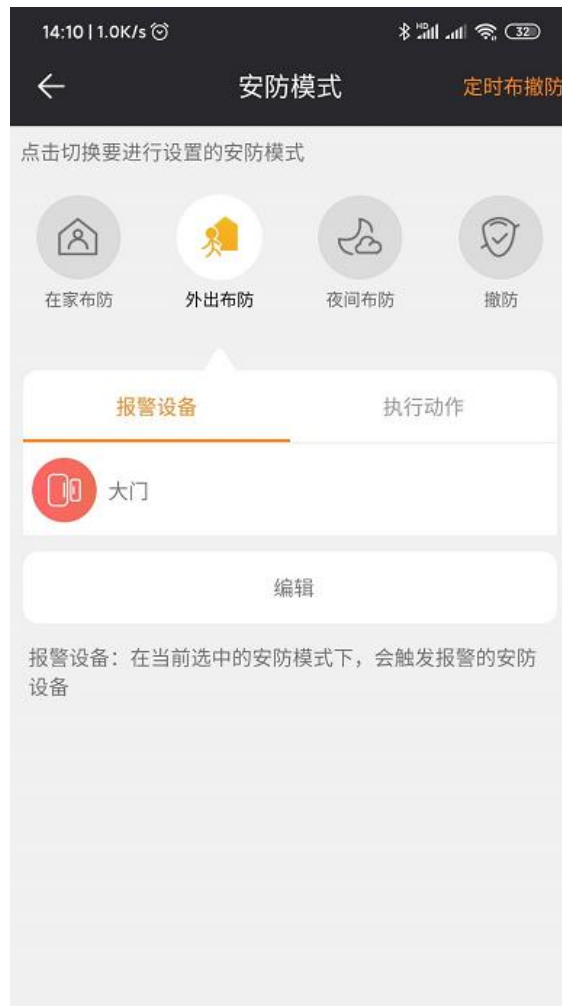 14:10 | 1.0K/s
HD
32
安防模式
定时布撤防
点击切换要进行设置的安防模式
在家布防
外出布防
夜间布防
撤防
报警设备
执行动作
大门
编辑
报警设备：在当前选中的安防模式下，会触发报警的安防
设备